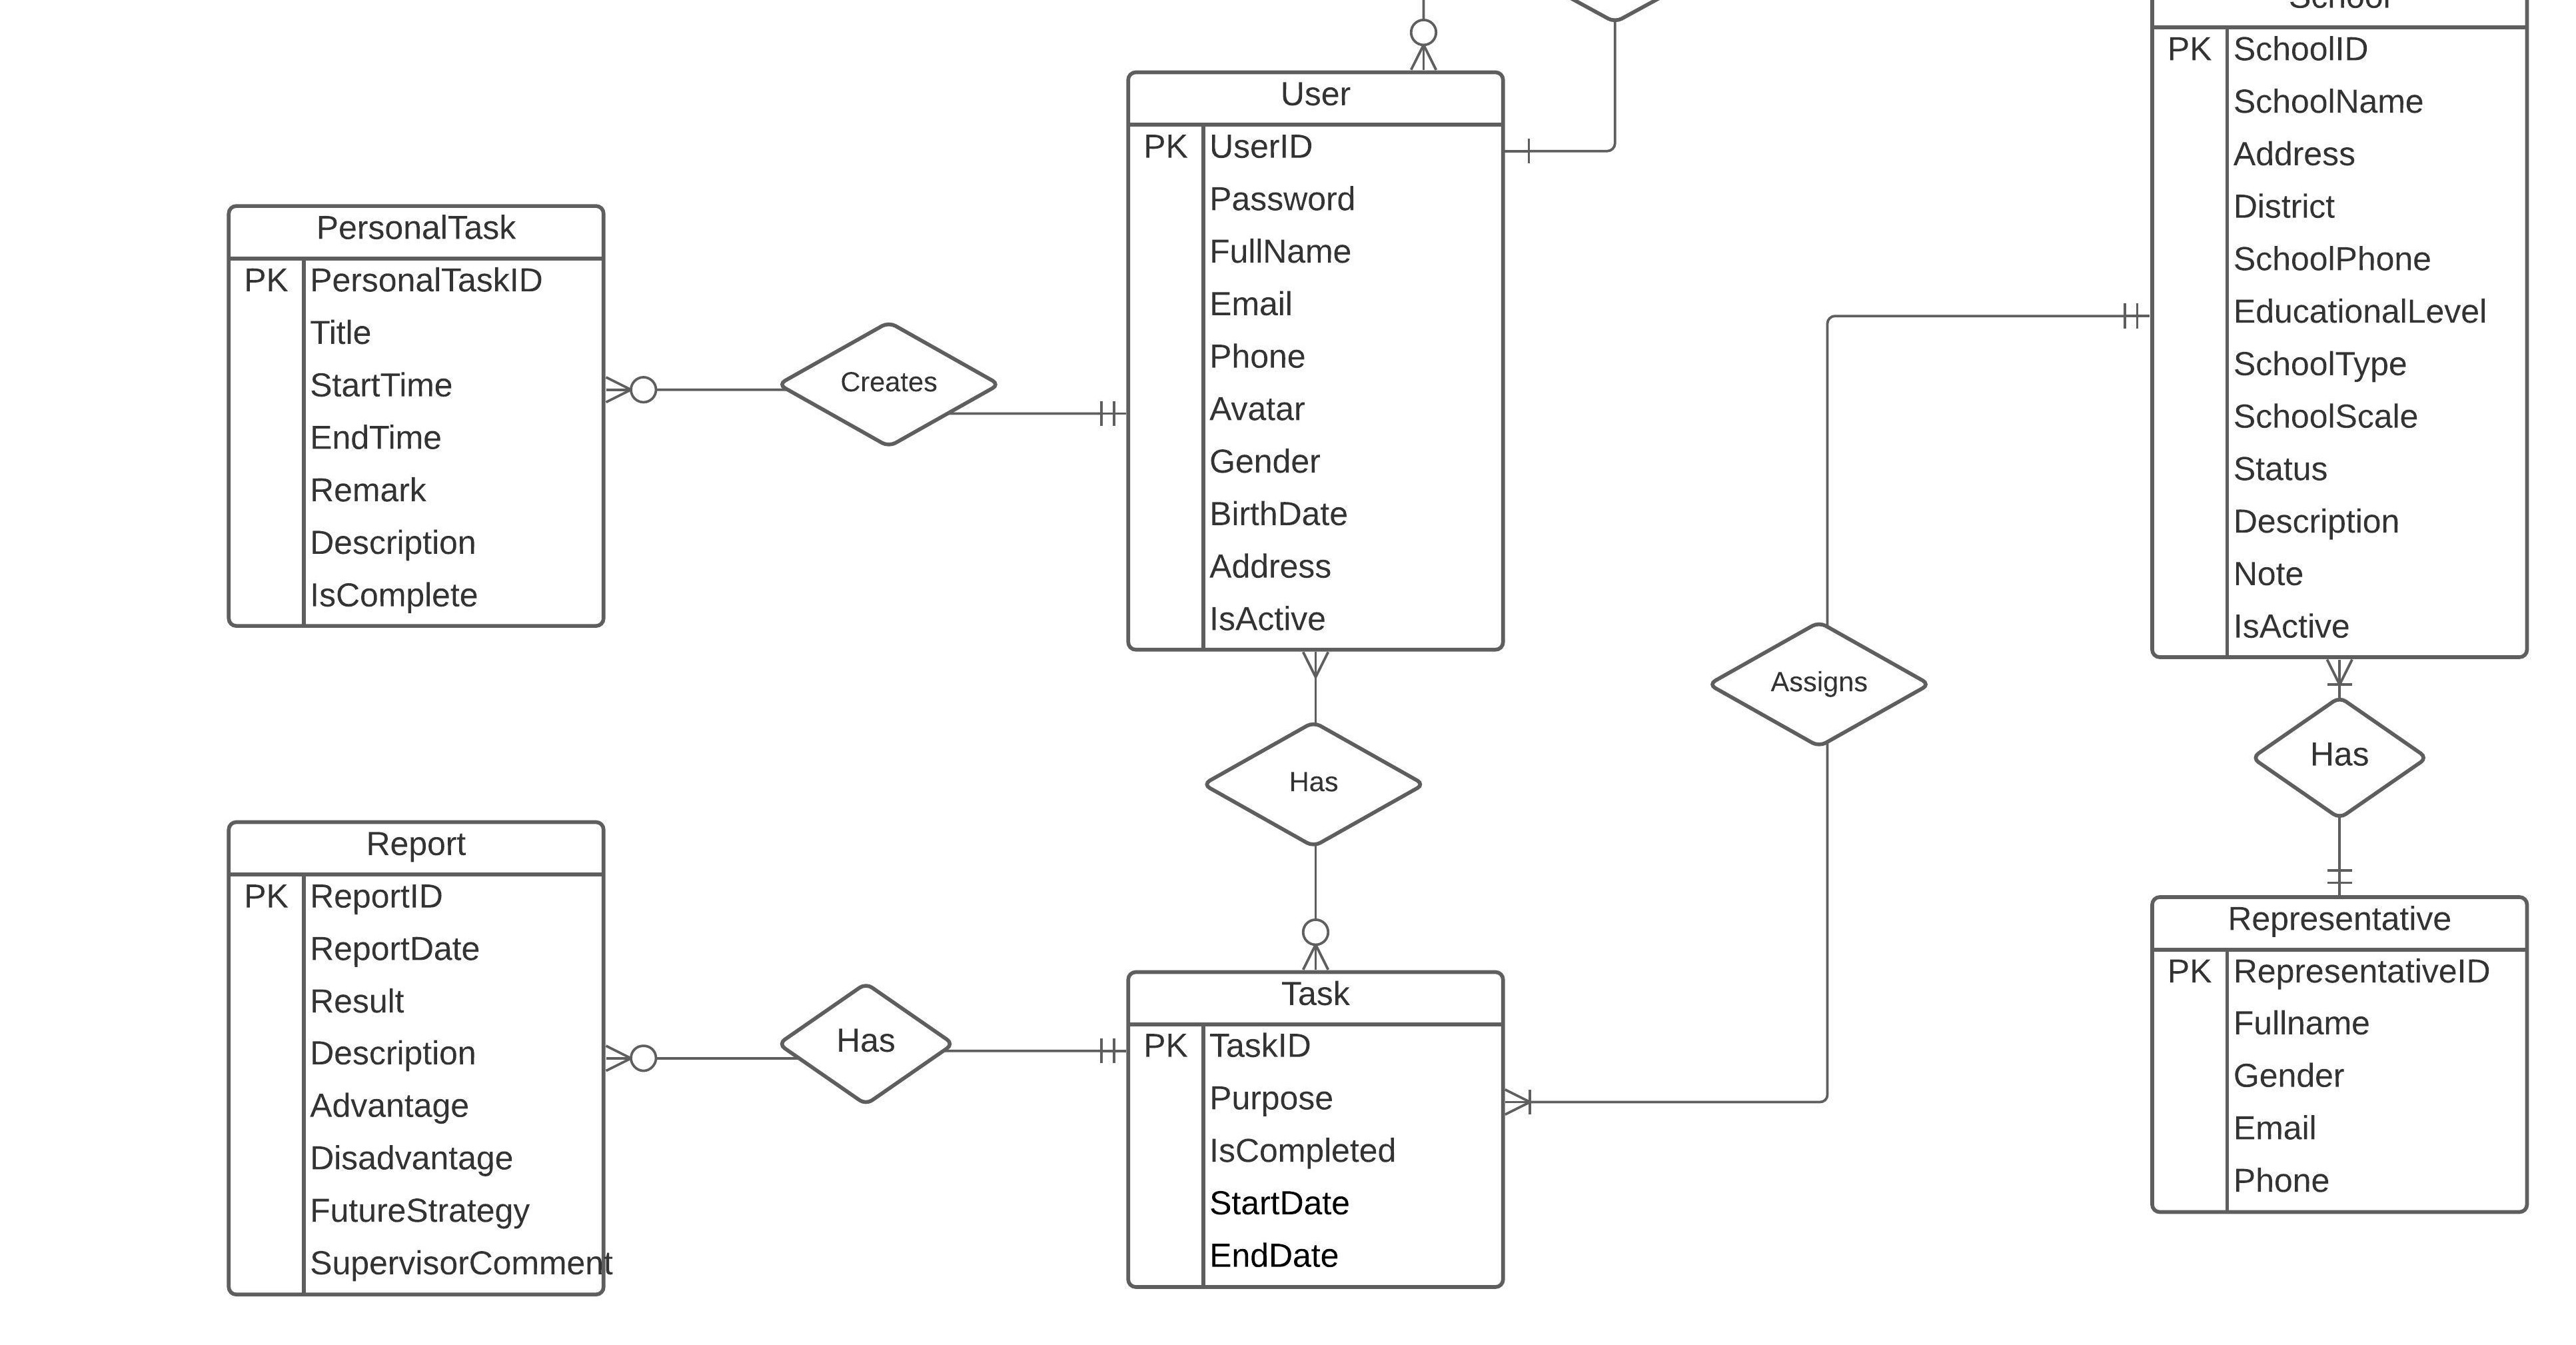 School
PK SchoolID
SchoolName
Address
District
SchoolPhone
EducationalLevel
SchoolType
SchoolScale
Status
Description
Note
IsActive
User
PK UserID
Password
FullName
Email
Phone
Avatar
Gender
BirthDate
Address
IsActive
PersonalTask
PK PersonalTaskID
Title
StartTime
EndTime
Remark
Description
IsComplete
Creates
Assigns
Has
Has
Report
PK ReportID
ReportDate
Result
Description
Advantage
Disadvantage
FutureStrategy
SupervisorComment
Has
Task
PK TaskID
Purpose
IsCompleted
StartDate
EndDate
Representative
PK RepresentativeID
Fullname
Gender
Email
Phone